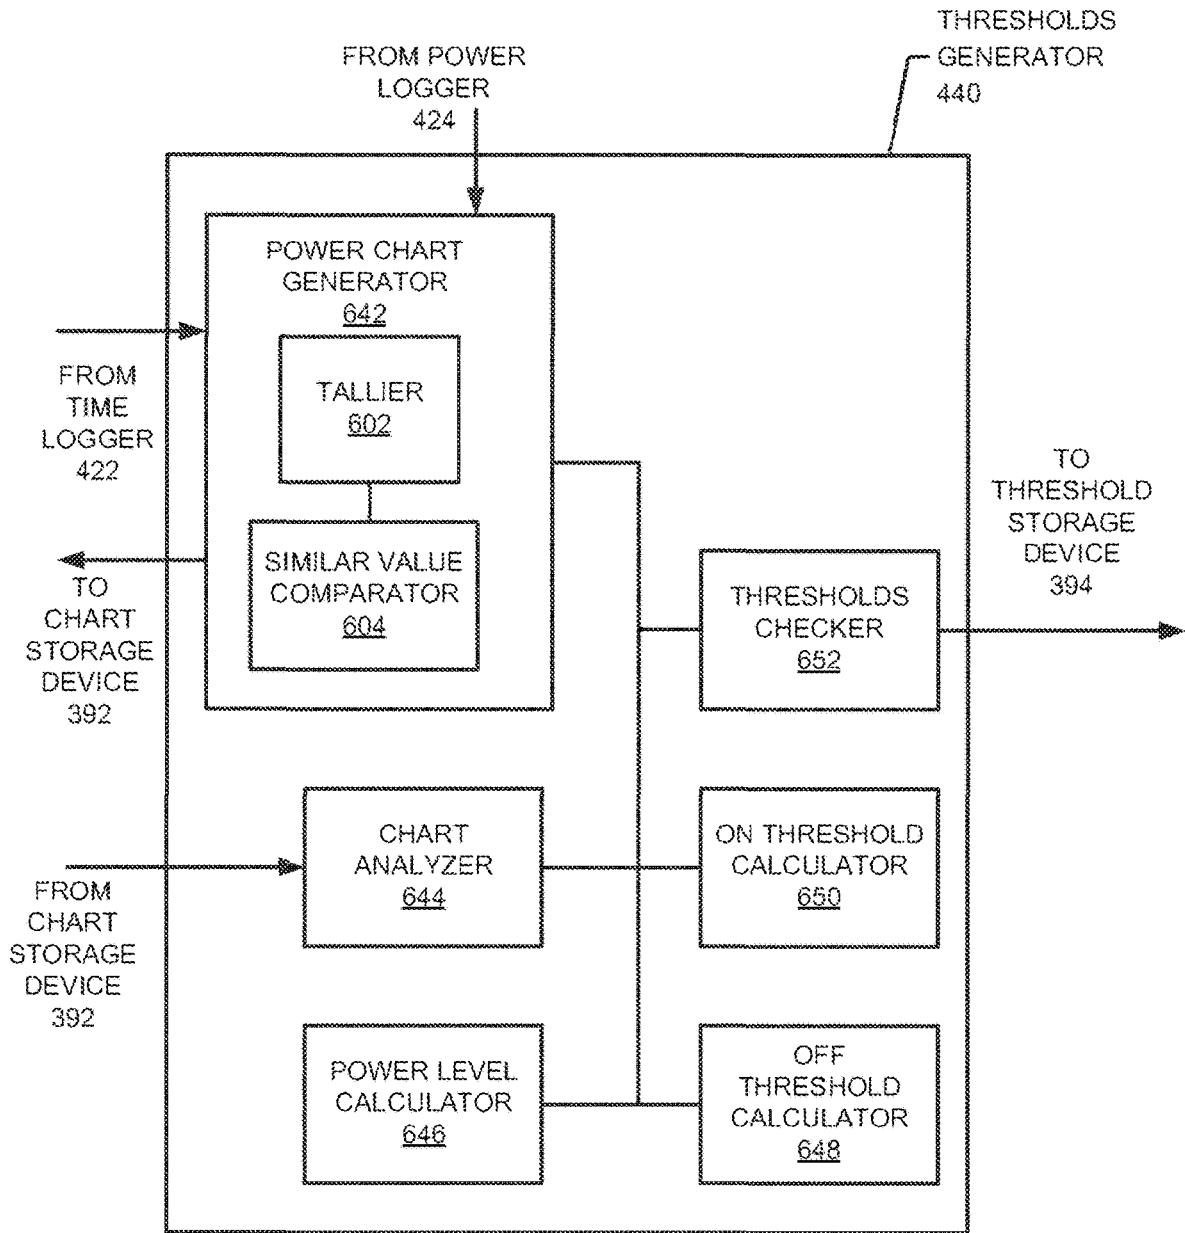 THRESHOLDS
GENERATOR
440
FROM POWER
LOGGER
424
POWER CHART
GENERATOR
642
TALLIER
602
SIMILAR VALUE
COMPARATOR
604
FROM
TIME
LOGGER
422
TO
CHART
STORAGE
DEVICE
392
THRESHOLDS
CHECKER
652
TO
THRESHOLD
STORAGE
DEVICE
394
CHART
ANALYZER
644
ON THRESHOLD
CALCULATOR
650
FROM
CHART
STORAGE
DEVICE
392
POWER LEVEL
CALCULATOR
646
OFF
THRESHOLD
CALCULATOR
648